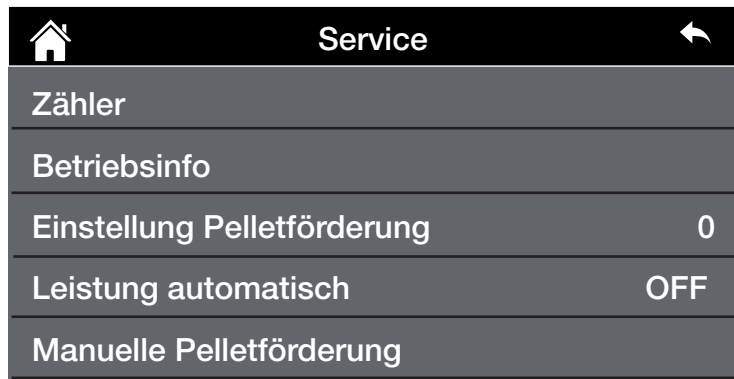 Service
Zähler
Betriebsinfo
Einstellung Pelletförderung 0
Leistung automatisch OFF
Manuelle Pelletförderung